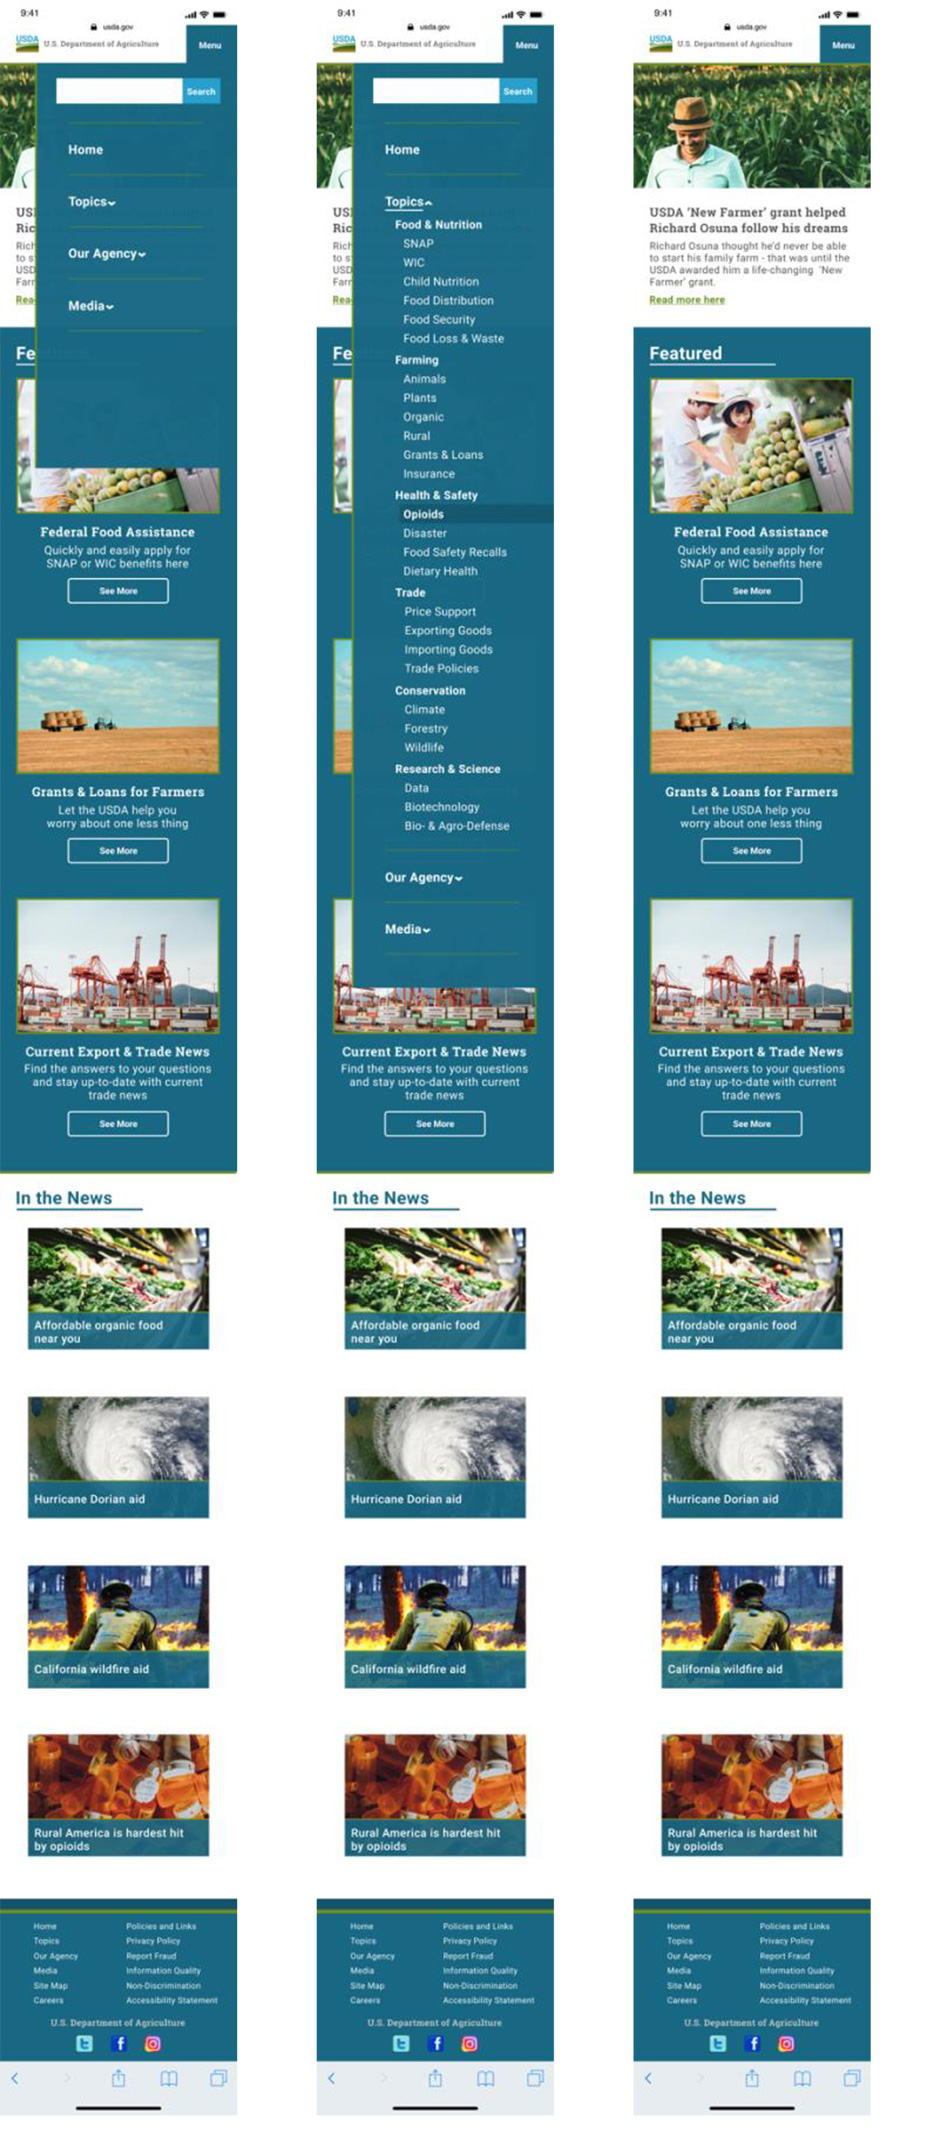 9:41
usda.gov
USDA
U.S. Department of Agriculture
Menu
Search
Home
Topics
Our Agency
Media
US
Ric
Rich
to s
USD
Farr
Rea
Fe
Federal Food Assistance
Quickly and easily apply for
SNAP or WIC benefits here
See More
Grants & Loans for Farmers
Let the USDA help you
worry about one less thing
See More
Current Export & Trade News
Find the answers to your questions
and stay up-to-date with current
trade news
See More
In the News
Affordable organic food
near you
Hurricane Dorian aid
California wildfire aid
Rural America is hardest hit
by opioids
Home
Policies and Links
Topics
Privacy Policy
Our Agency
Report Fraud
Media
Information Quality
Site Map
Non-Discrimination
Careers
Accessibility Statement
U.S. Department of Agriculture
9:41
usda.gov
USDA
U.S. Department of Agriculture
Menu
Search
Home
Topics
Food & Nutrition
SNAP
WIC
Child Nutrition
Food Distribution
Food Security
Food Loss & Waste
Farming
Animals
Plants
Organic
Rural
Grants & Loans
Insurance
Health & Safety
Opioids
Disaster
Food Safety Recalls
Dietary Health
Trade
Price Support
Exporting Goods
Importing Goods
Trade Policies
Conservation
Climate
Forestry
Wildlife
Research & Science
Data
Biotechnology
Bio- & Agro-Defense
Our Agency
Media
US
Ric
Rich
to s
USD
Farr
Rea
Fe
Current Export & Trade News
Find the answers to your questions
and stay up-to-date with current
trade news
See More
In the News
Affordable organic food
near you
Hurricane Dorian aid
California wildfire aid
Rural America is hardest hit
by opioids
Home
Policies and Links
Topics
Privacy Policy
Our Agency
Report Fraud
Media
Information Quality
Site Map
Non-Discrimination
Careers
Accessibility Statement
U.S. Department of Agriculture
9:41
usda.gov
USDA
U.S. Department of Agriculture
Menu
USDA 'New Farmer' grant helped
Richard Osuna follow his dreams
Richard Osuna thought he'd never be able
to start his family farm - that was until the
USDA awarded him a life-changing 'New
Farmer' grant.
Read more here
Featured
Federal Food Assistance
Quickly and easily apply for
SNAP or WIC benefits here
See More
Grants & Loans for Farmers
Let the USDA help you
worry about one less thing
See More
Current Export & Trade News
Find the answers to your questions
and stay up-to-date with current
trade news
See More
In the News
Affordable organic food
near you
Hurricane Dorian aid
California wildfire aid
Rural America is hardest hit
by opioids
Home
Policies and Links
Topics
Privacy Policy
Our Agency
Report Fraud
Media
Information Quality
Site Map
Non-Discrimination
Careers
Accessibility Statement
U.S. Department of Agriculture